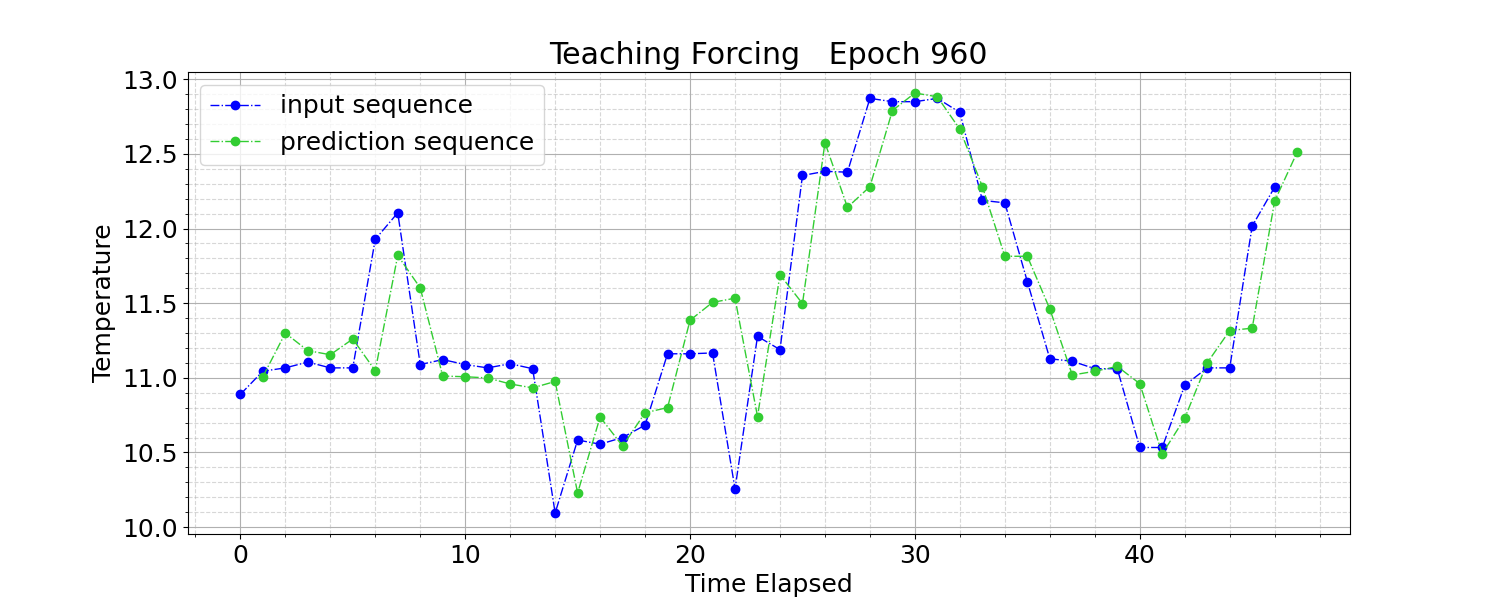 Teaching Forcing   Epoch 960
input sequence
prediction sequence
Temperature
13.0
12.5
12.0
11.5
11.0
10.5
10.0
0 10 20 30 40
Time Elapsed